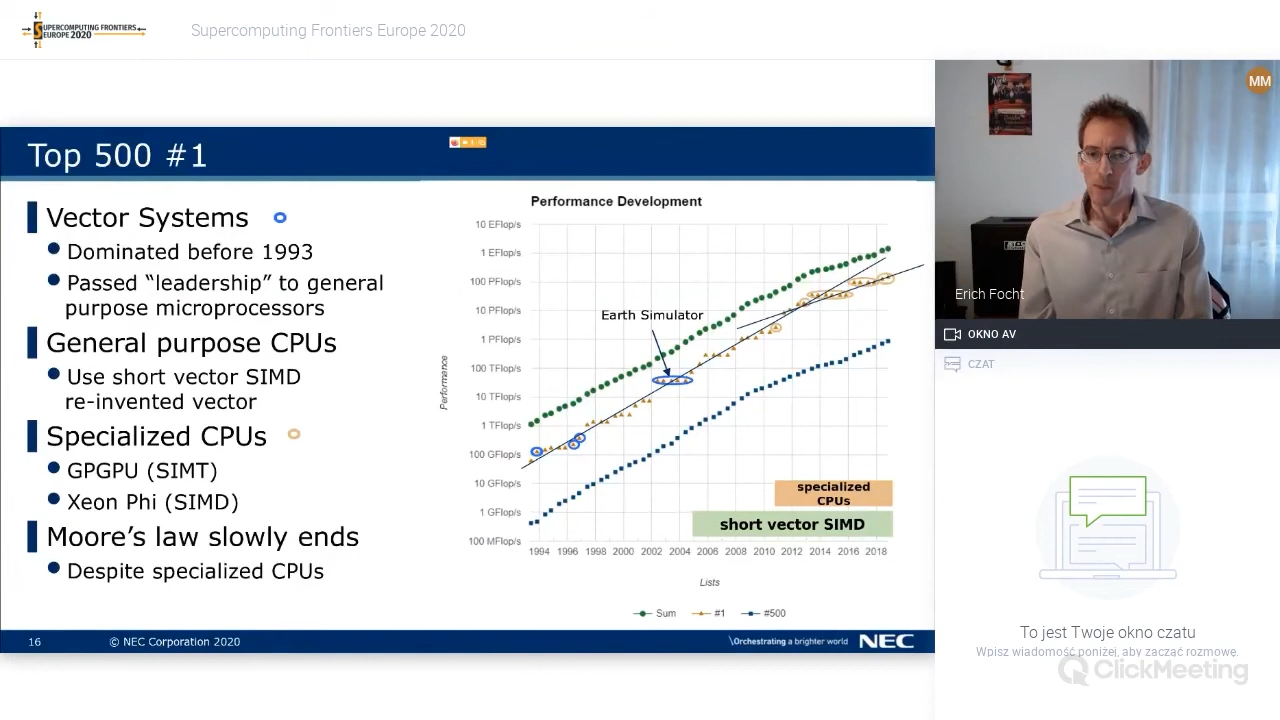 SUPERCOMPUTING FRONTIERS
EUROPE 2020
Supercomputing Frontiers Europe 2020
Top 500 #1
Vector Systems
Dominated before 1993
Passed “leadership” to general
purpose microprocessors
General purpose CPUs
Use short vector SIMD
re-invented vector
Specialized CPUs
GPGPU (SIMT)
Xeon Phi (SIMD)
Moore’s law slowly ends
Despite specialized CPUs
Performance Development
10 EFlop/s
1 EFlop/s
100 PFlop/s
10 PFlop/s
1 PFlop/s
100 TFlop/s
10 TFlop/s
1 TFlop/s
100 GFlop/s
10 GFlop/s
1 GFlop/s
100 MFlop/s
Performance
Earth Simulator
specialized
CPUs
short vector SIMD
1994 1996 1998 2000 2002 2004 2006 2008 2010 2012 2014 2016 2018
Lists
Sum #1 #500
16 © NEC Corporation 2020 \Orchestrating a brighter world NEC
MM
Erich Focht
OKNO AV
CZAT
To jest Twoje okno czatu
Wpisz wiadomość poniżej, aby zacząć rozmowę.
ClickMeeting